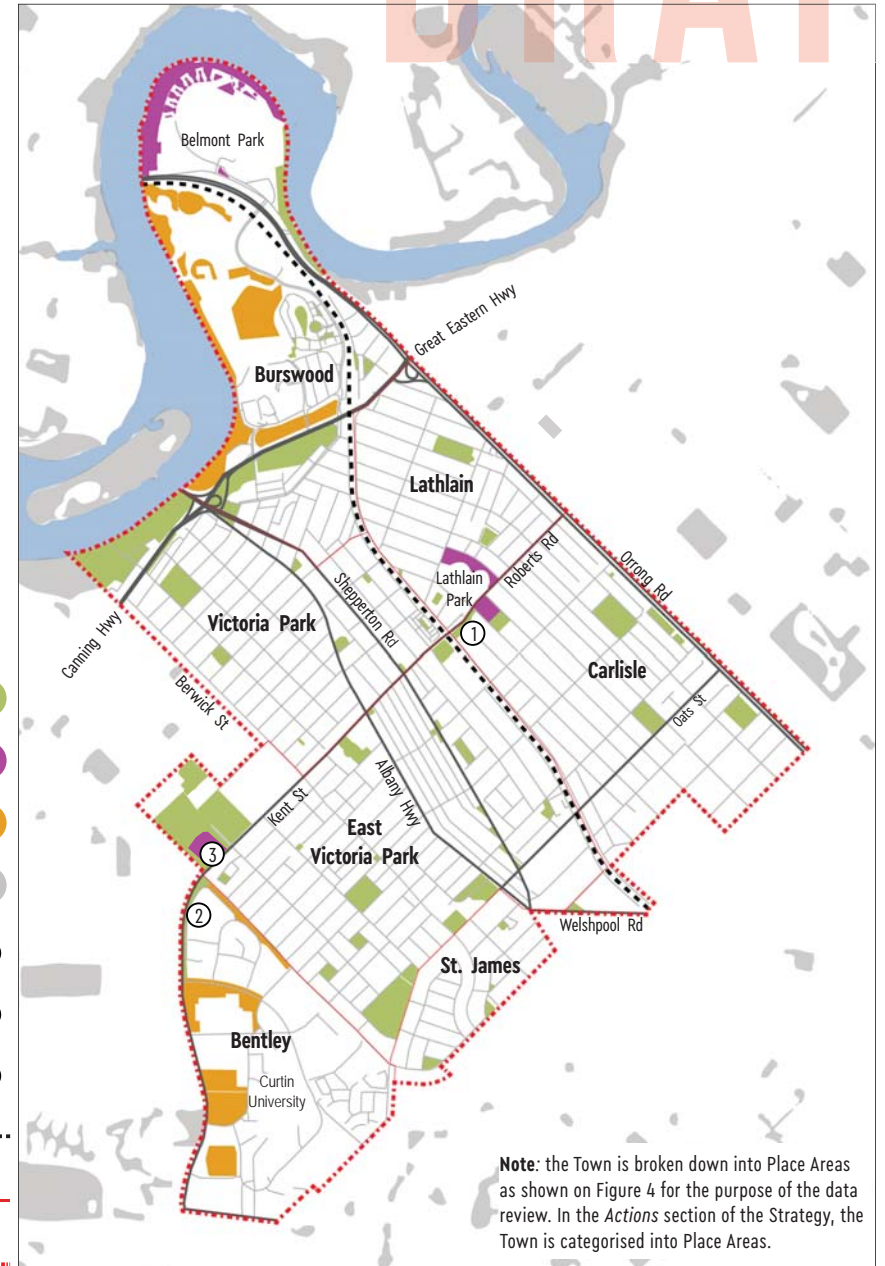 DRAF
Belmont Park
Great Eastern Hwy
Burswood
Lathlain
Lathlain
Park
Roberts Rd
Orrong Rd
Shepperton Rd
1
Victoria Park
Canning Hwy
Carlisle
Berwick St
Oats St
Albany Hwy
Kent St
East
Victoria Park
3
2
Welshpool Rd
St. James
Bentley
Curtin
University
Note: the Town is broken down into Place Areas
as shown on Figure 4 for the purpose of the data
review. In the Actions section of the Strategy, the
Town is categorised into Place Areas.